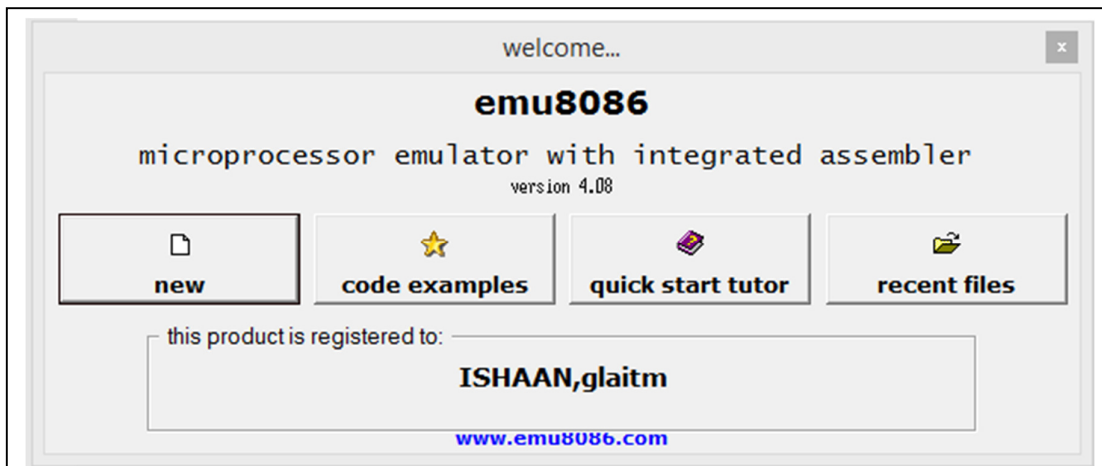 welcome...
x
emu8086
microprocessor emulator with integrated assembler
version 4.08
new
code examples
quick start tutor
recent files
this product is registered to:
ISHAAN,glaitm
www.emu8086.com